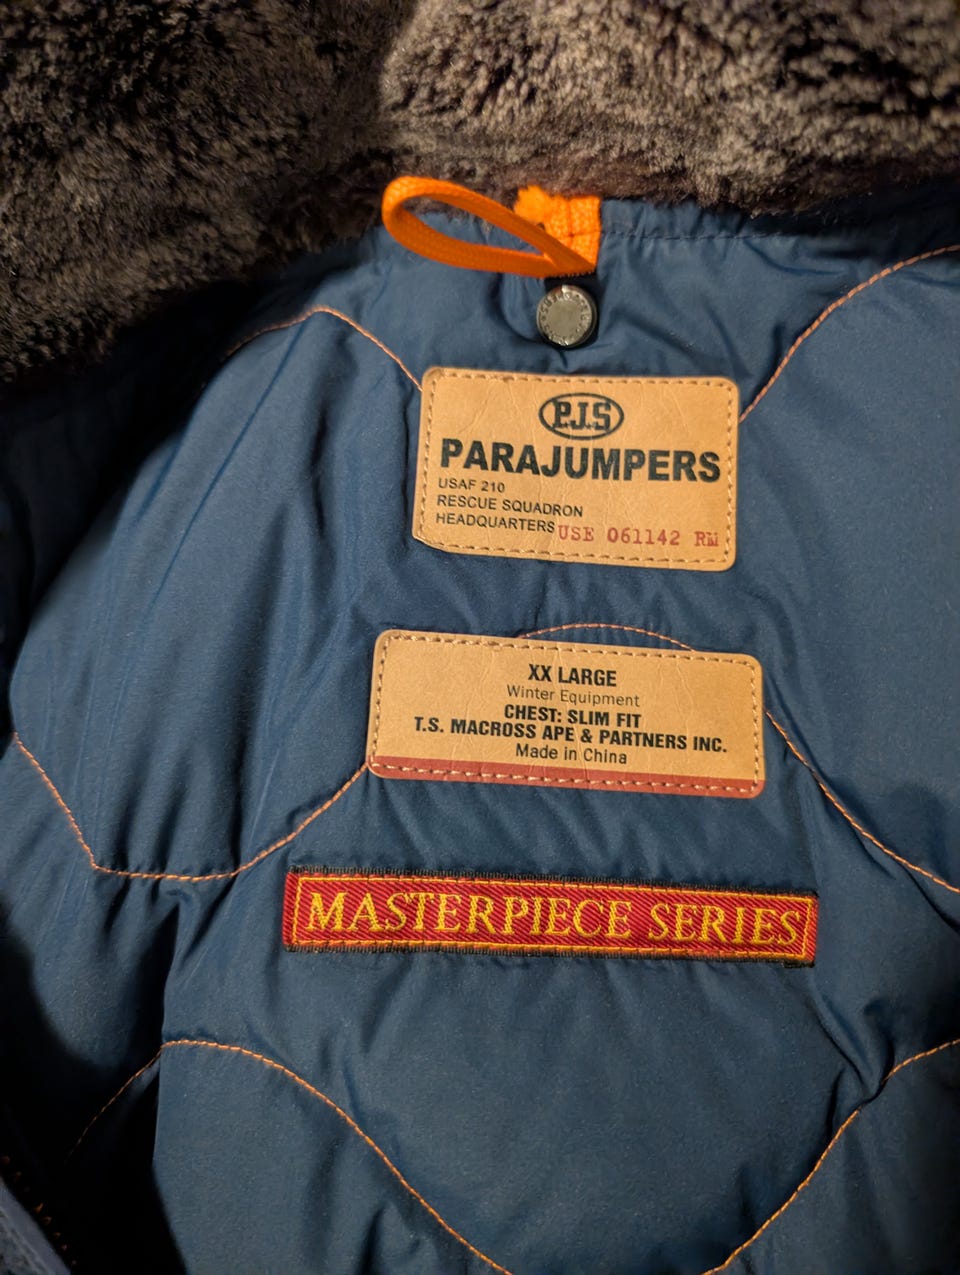 P.J.S
PARAJUMPERS
USAF 210
RESCUE SQUADRON
HEADQUARTERS USE 061142 RM
XX LARGE
Winter Equipment
CHEST: SLIM FIT
T.S. MACROSS APE & PARTNERS INC.
Made in China
MASTERPIECE SERIES